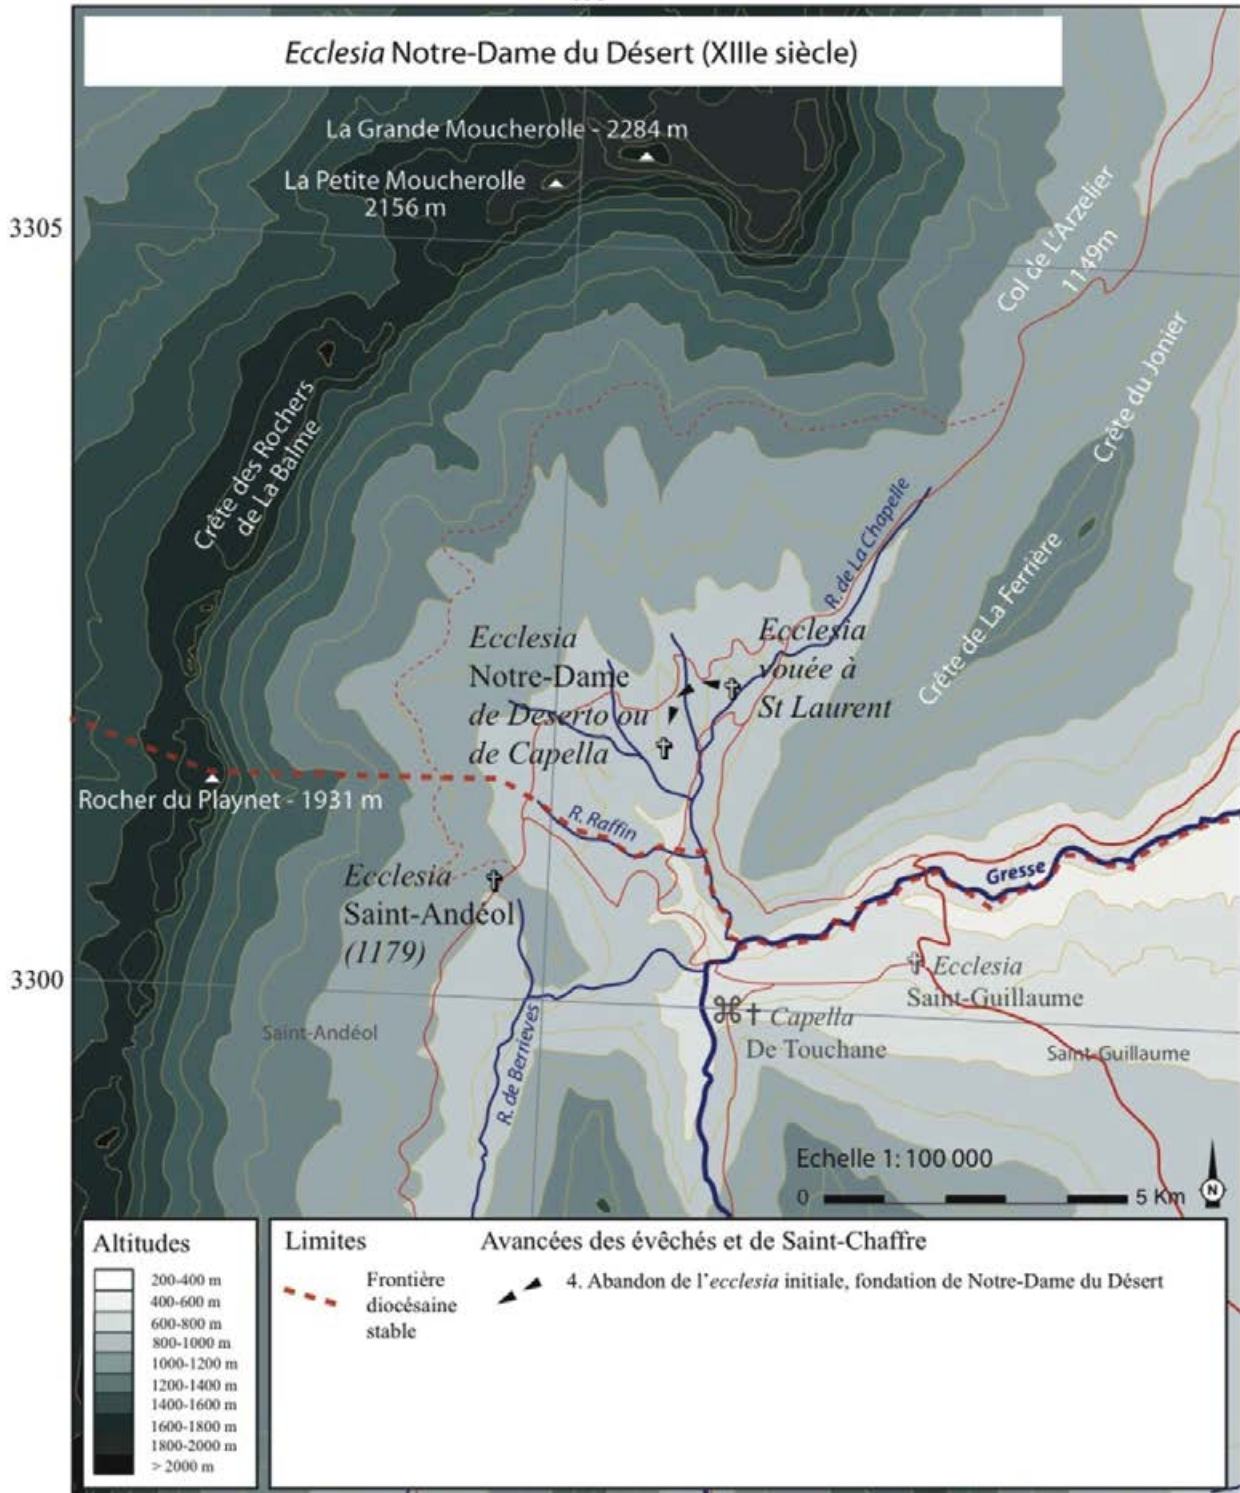 Ecclesia Notre-Dame du Désert (XIIIe siècle)
La Grande Moucherolle - 2284 m
La Petite Moucherolle
2156 m
3305
Col de L'Arzelier
1149m
Crête du Jonier
Crête des Rochers
de La Balme
R. de La Chapelle
Crête de La Ferrière
Ecclesia
Notre-Dame
de Deserto ou
de Capella
Ecclesia
vouée à
St Laurent
Rocher du Playnet - 1931 m
R. Raffin
Gresse
Ecclesia
Saint-Andéol
(1179)
3300
Ecclesia
Saint-Guillaume
Capella
De Touchane
Saint-Andéol
Saint-Guillaume
R. de Berrièves
Echelle 1: 100 000
0 5 Km
N
Altitudes
200-400 m
400-600 m
600-800 m
800-1000 m
1000-1200 m
1200-1400 m
1400-1600 m
1600-1800 m
1800-2000 m
> 2000 m
Limites
Frontière
diocésaine
stable
Avancées des évêchés et de Saint-Chaffre
4. Abandon de l'ecclesia initiale, fondation de Notre-Dame du Désert